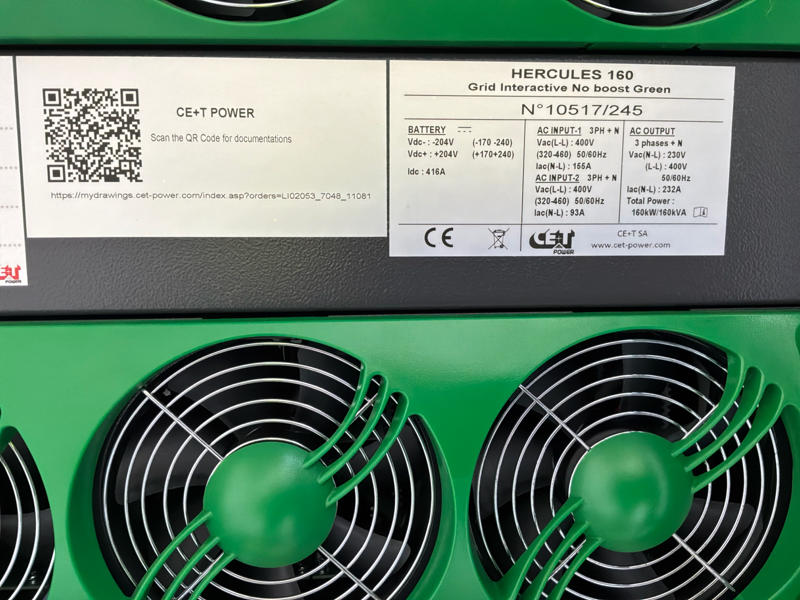 CE+T POWER
Scan the QR Code for documentations
https://mydrawings.cet-power.com/index.asp?orders=LI02053_7048_11081
HERCULES 160
Grid Interactive No boost Green
N°10517/245
BATTERY
Vdc- : -204V (-170 -240)
Vdc+ : +204V (+170+240)
Idc : 416A
AC INPUT-1 3PH + N
Vac(L-L) : 400V
(320-460) 50/60Hz
Iac(N-L) : 155A
AC INPUT-2 3PH + N
Vac(L-L) : 400V
(320-460) 50/60Hz
Iac(N-L) : 93A
AC OUTPUT
3 phases + N
Vac(N-L) : 230V
(L-L) : 400V
50/60Hz
Iac(N-L) : 232A
Total Power :
160kW/160kVA
CE
CE+T
POWER
CE+T SA
www.cet-power.com
POWER